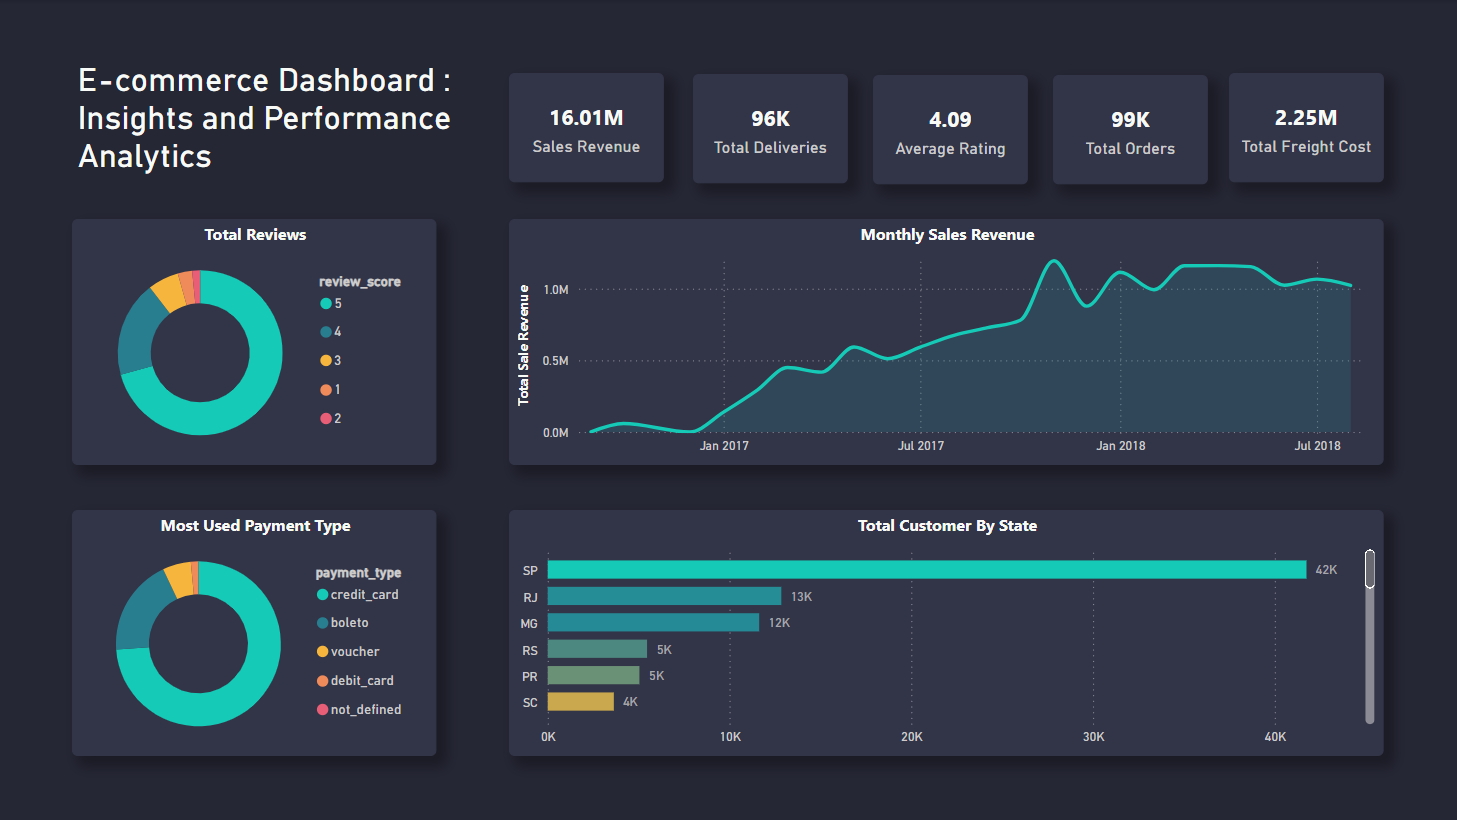 E-commerce Dashboard :
Insights and Performance
Analytics
16.01M
Sales Revenue
96K
Total Deliveries
4.09
Average Rating
99K
Total Orders
2.25M
Total Freight Cost
Total Reviews
review_score
5
4
3
1
2
Monthly Sales Revenue
Total Sale Revenue
1.0M
0.5M
0.0M
Jan 2017
Jul 2017
Jan 2018
Jul 2018
Most Used Payment Type
payment_type
credit_card
boleto
voucher
debit_card
not_defined
Total Customer By State
SP 42K
RJ 13K
MG 12K
RS 5K
PR 5K
SC 4K
0K 10K 20K 30K 40K